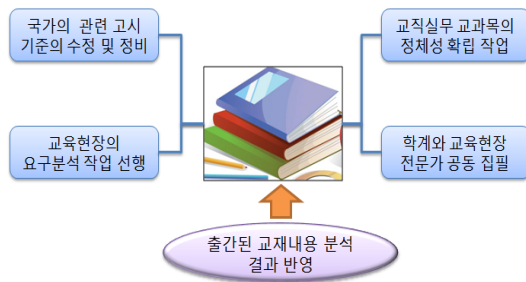 국가의 관련 고시
기준의 수정 및 정비
교직실무 교과목의
정체성 확립 작업
교육현장의
요구분석 작업 선행
학계와 교육현장
전문가 공동 집필
출간된 교재내용 분석
결과 반영